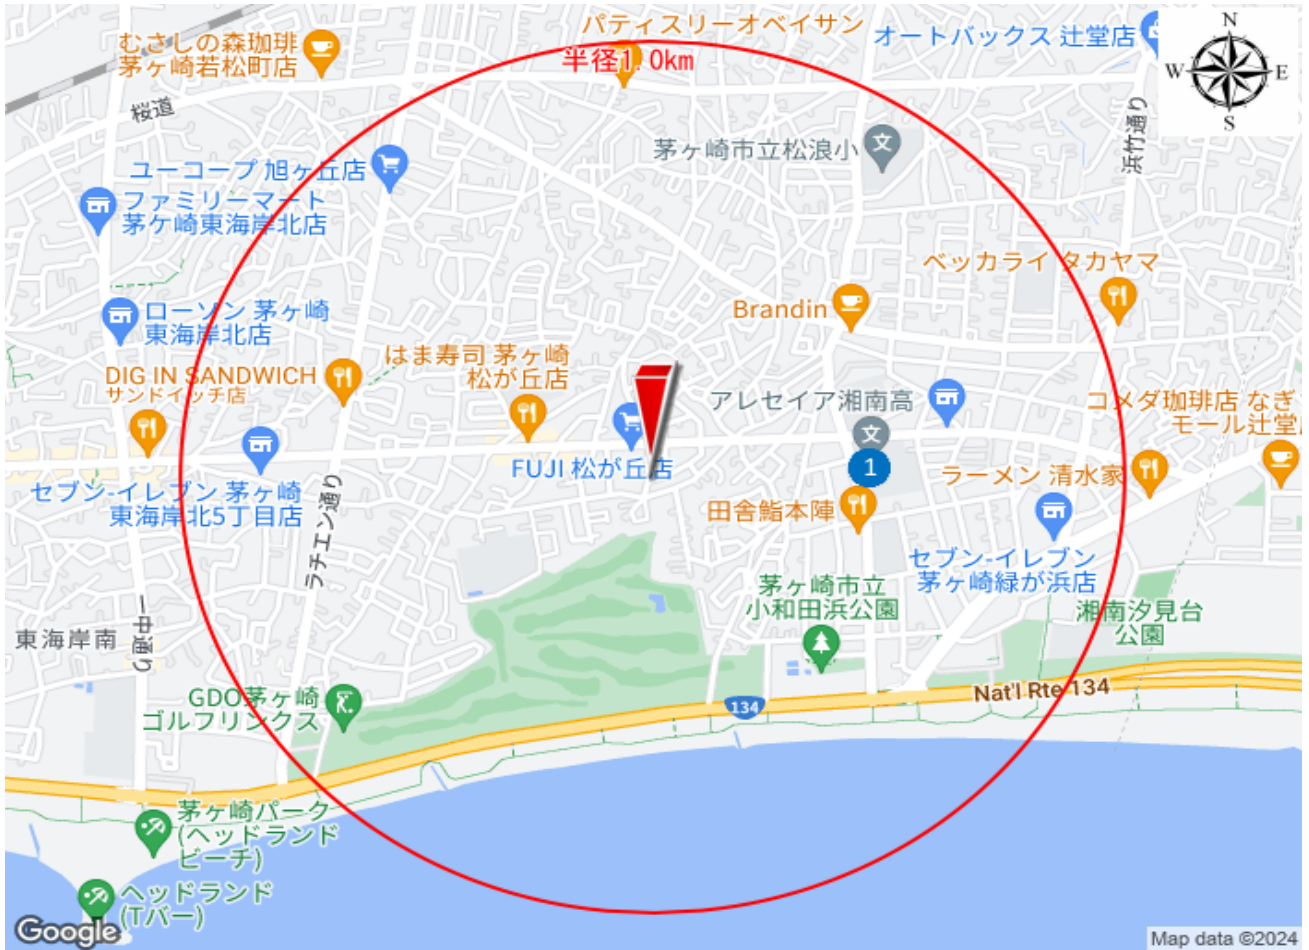 パティスリーオベイサン
オートバックス 辻堂店
N
W
E
S
むさしの森珈琲
茅ヶ崎若松町店
半径1.0km
桜道
浜竹通り
茅ヶ崎市立松浪小
ユーコープ 旭ヶ丘店
ファミリーマート
茅ケ崎東海岸北店
ベッカライ タカヤマ
Brandin
ローソン 茅ヶ崎
東海岸北店
はま寿司 茅ヶ崎
松が丘店
DIG IN SANDWICH
サンドイッチ店
アレセイア湘南高
コメダ珈琲店 なぎ
モール辻堂
1
FUJI 松が丘店
ラーメン 清水家
セブン-イレブン 茅ヶ崎
東海岸北5丁目店
ラチエン通り
田舎鮨本陣
セブン-イレブン
茅ヶ崎緑が浜店
茅ヶ崎市立
小和田浜公園
湘南汐見台
公園
東海岸南
一中通り
GDO茅ヶ崎
ゴルフリンクス
134
Nat'l Rte 134
茅ヶ崎パーク
(ヘッドランド
ビーチ)
ヘッドランド
(Tバー)
Google
Map data ©2024